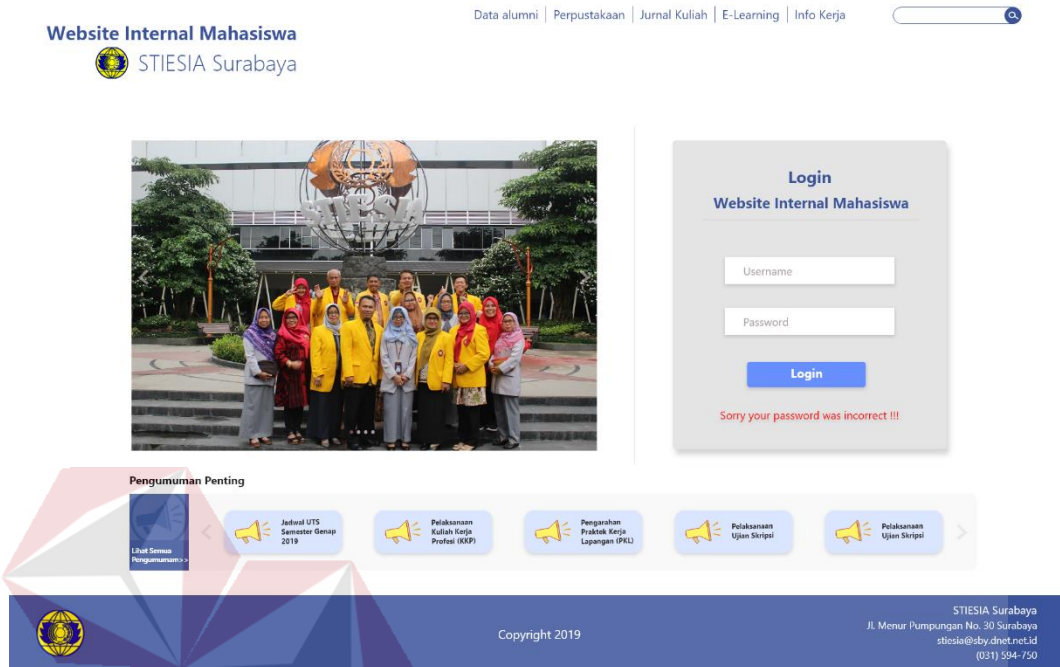 Data alumni | Perpustakaan | Jurnal Kuliah | E-Learning | Info Kerja
Website Internal Mahasiswa
STIESIA Surabaya
STIESIA
Login
Website Internal Mahasiswa
Username
Password
Login
Sorry your password was incorrect !!!
Pengumuman Penting
Lihat Semua
Pengumumam>>
Jadwal UTS
Semester Genap
2019
Pelaksanaan
Kuliah Kerja
Profesi (KKP)
Pengarahan
Praktek Kerja
Lapangan (PKL)
Pelaksanaan
Ujian Skripsi
Pelaksanaan
Ujian Skripsi
Copyright 2019
STIESIA Surabaya
Jl. Menur Pumpungan No. 30 Surabaya
stiesia@sby.dnet.net.id
(031) 594-750